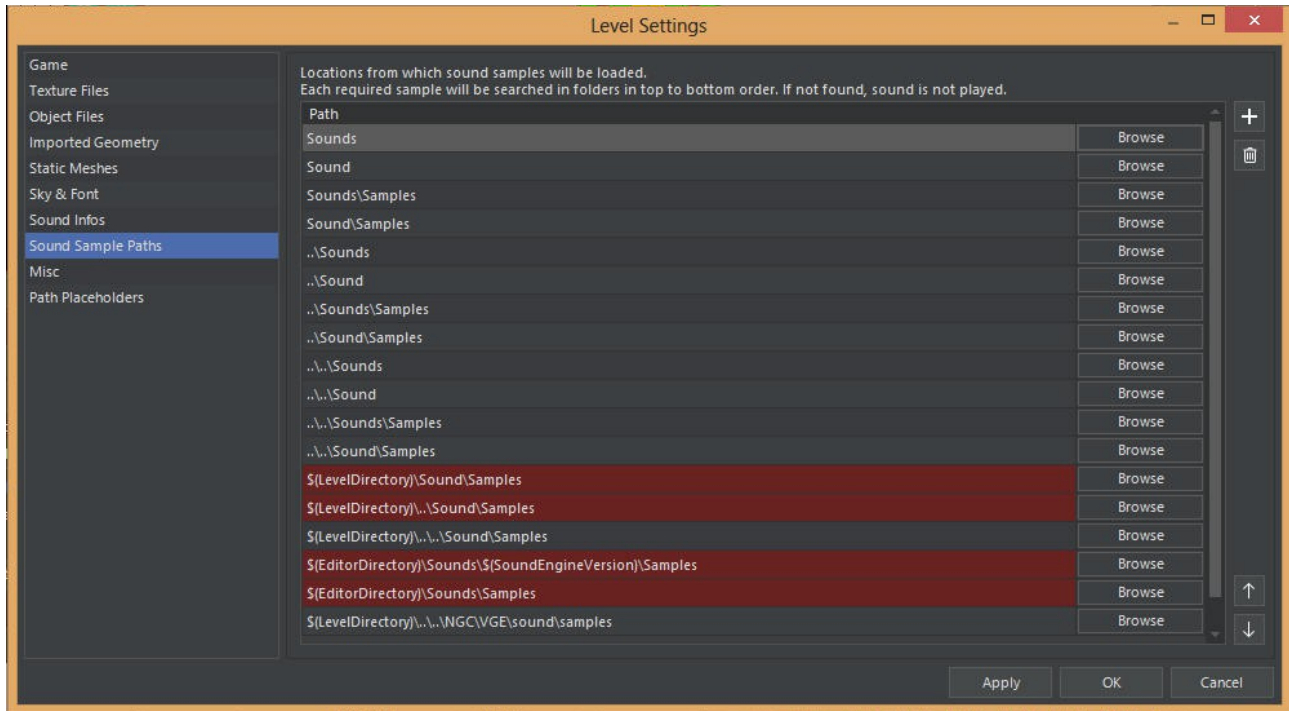 Level Settings
Game
Texture Files
Object Files
Imported Geometry
Static Meshes
Sky & Font
Sound Infos
Sound Sample Paths
Misc
Path Placeholders
Locations from which sound samples will be loaded.
Each required sample will be searched in folders in top to bottom order. If not found, sound is not played.
Path
Sounds Browse
Sound Browse
Sounds\Samples Browse
Sound\Samples Browse
..\Sounds Browse
..\Sound Browse
..\Sounds\Samples Browse
..\Sound\Samples Browse
..\..\Sounds Browse
..\..\Sound Browse
..\..\Sounds\Samples Browse
..\..\Sound\Samples Browse
$(LevelDirectory)\Sound\Samples Browse
$(LevelDirectory)\..\Sound\Samples Browse
$(LevelDirectory)\..\..\Sound\Samples Browse
$(EditorDirectory)\Sounds\$(SoundEngineVersion)\Samples Browse
$(EditorDirectory)\Sounds\Samples Browse
$(LevelDirectory)\..\..\NGC\VGE\sound\samples Browse
Apply OK Cancel